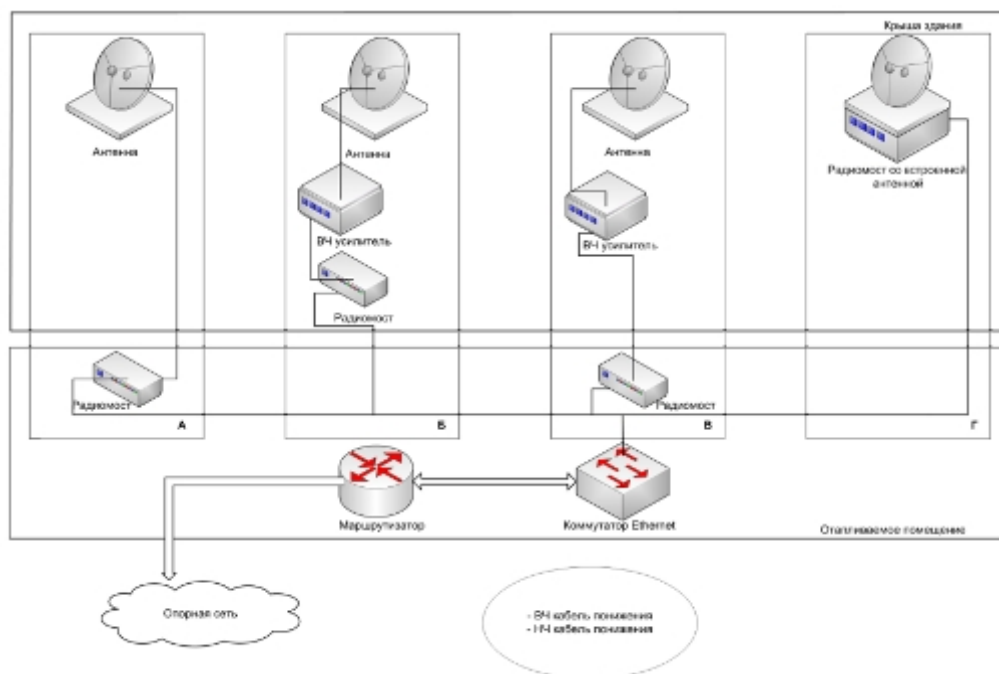 Крыша здания
Антенна
Антенна
Антенна
Радиомост со встроенной
антенной
ВЧ усилитель
ВЧ усилитель
Радиомост
Радиомост
Радиомост
А
Б
В
Г
Маршрутизатор
Коммутатор Ethernet
Отапливаемое помещение
Опорная сеть
- ВЧ кабель понижения
- НЧ кабель понижения